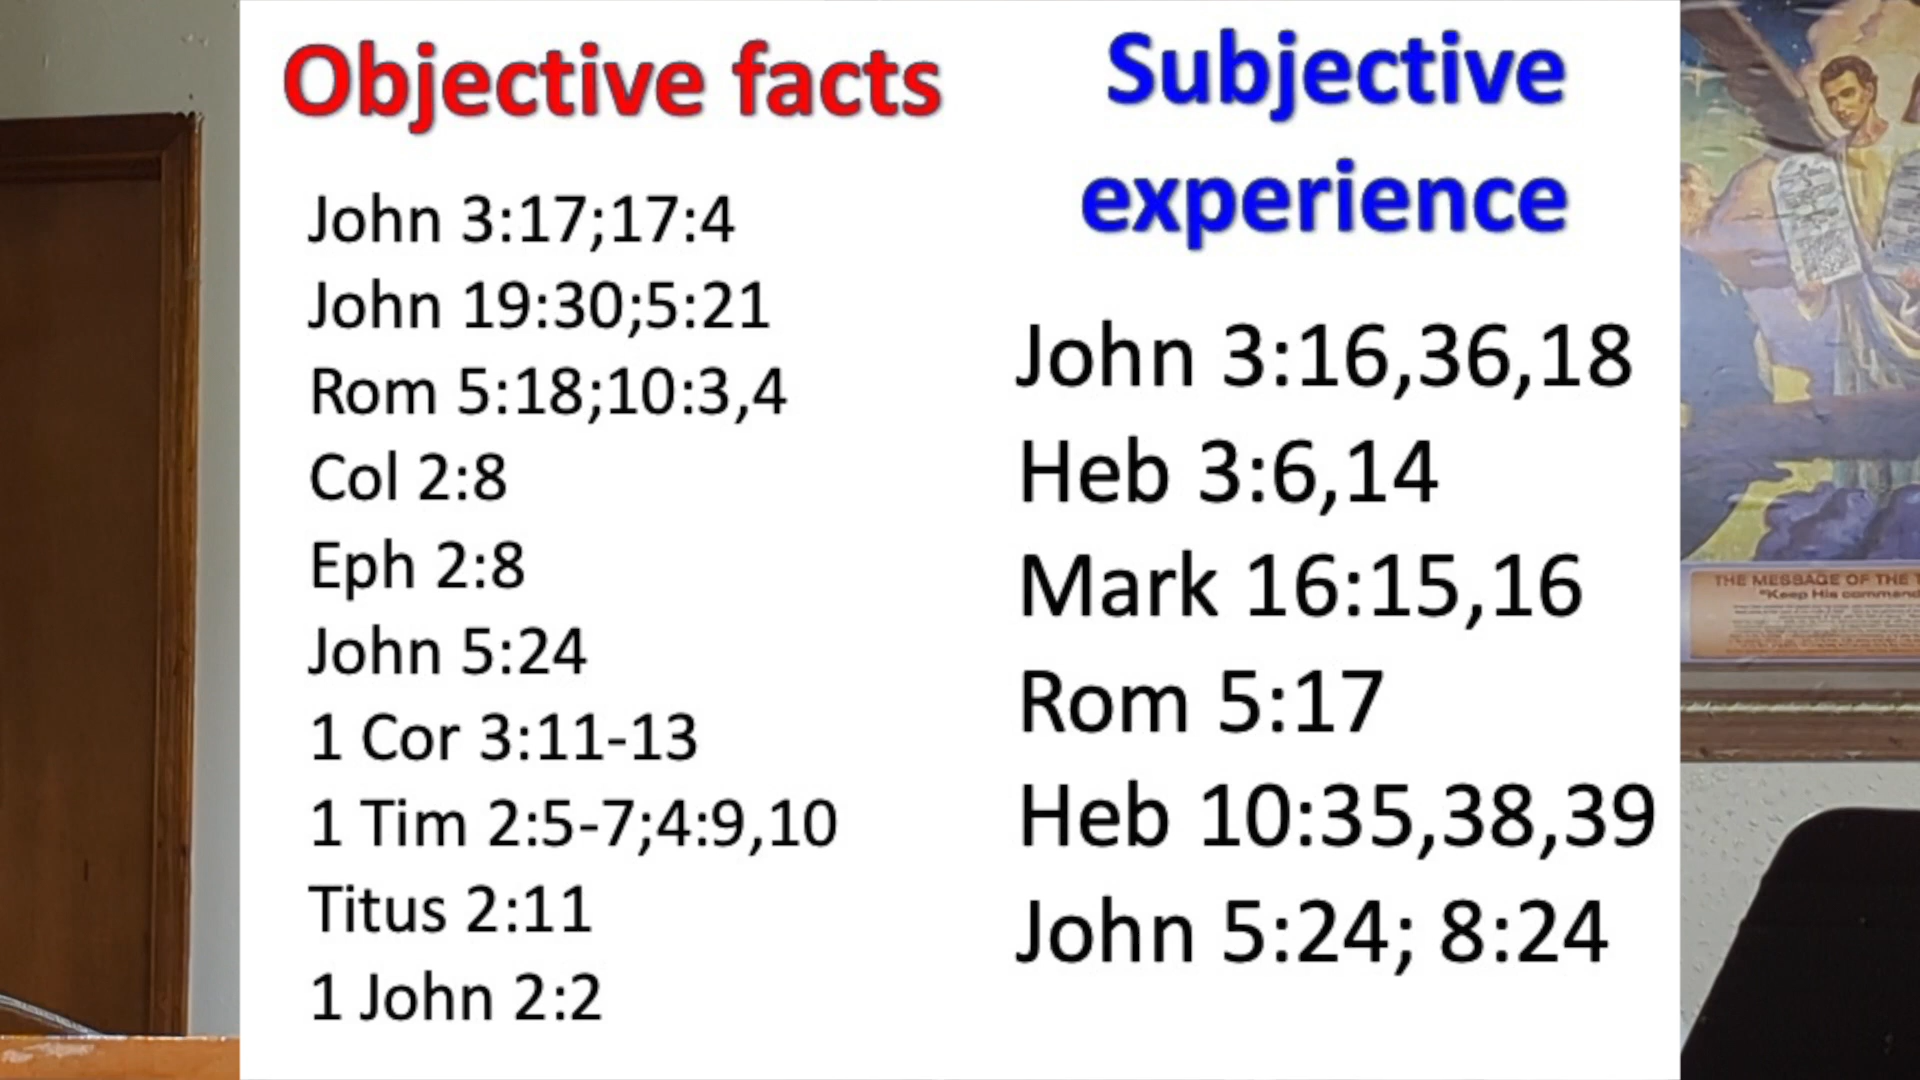 Objective facts
John 3:17;17:4
John 19:30;5:21
Rom 5:18;10:3,4
Col 2:8
Eph 2:8
John 5:24
1 Cor 3:11-13
1 Tim 2:5-7;4:9,10
Titus 2:11
1 John 2:2
Subjective
experience
John 3:16,36,18
Heb 3:6,14
Mark 16:15,16
Rom 5:17
Heb 10:35,38,39
John 5:24; 8:24
THE MESSAGE OF THE
"Keep His command